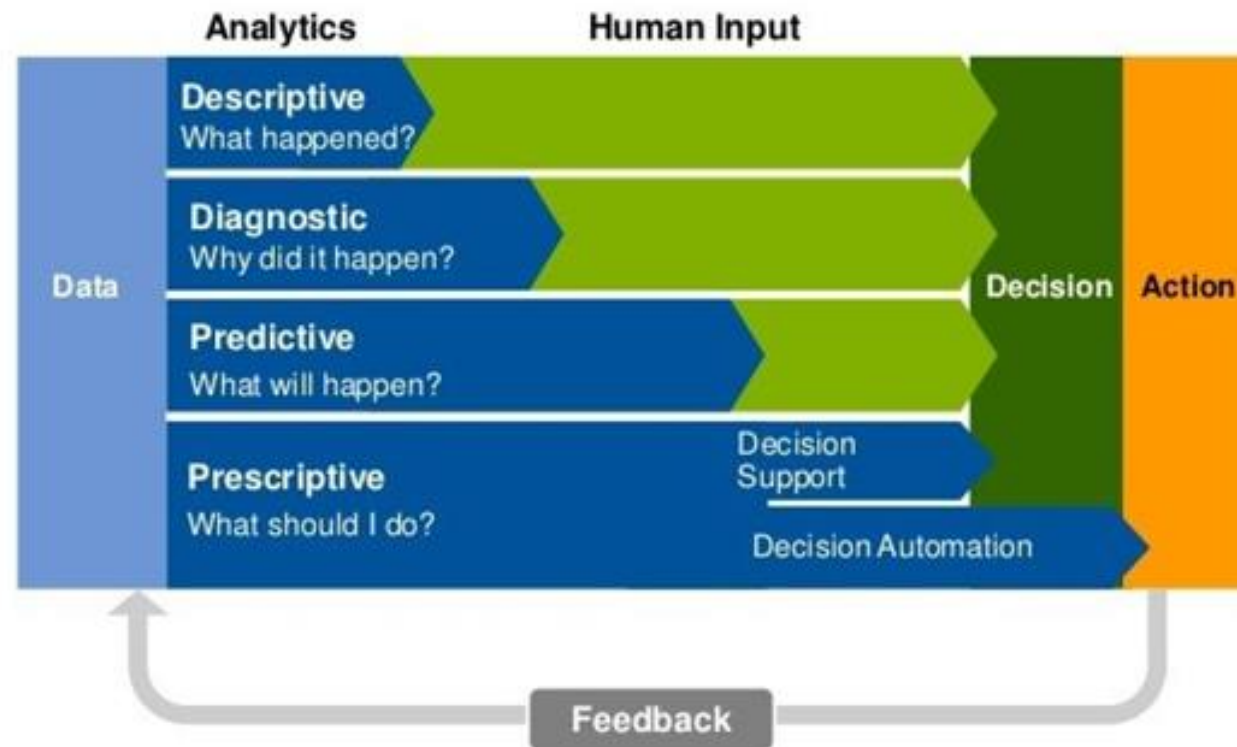 Analytics
Human Input
Descriptive
What happened?
Diagnostic
Why did it happen?
Data
Decision
Action
Predictive
What will happen?
Decision
Support
Prescriptive
What should I do?
Decision Automation
Feedback